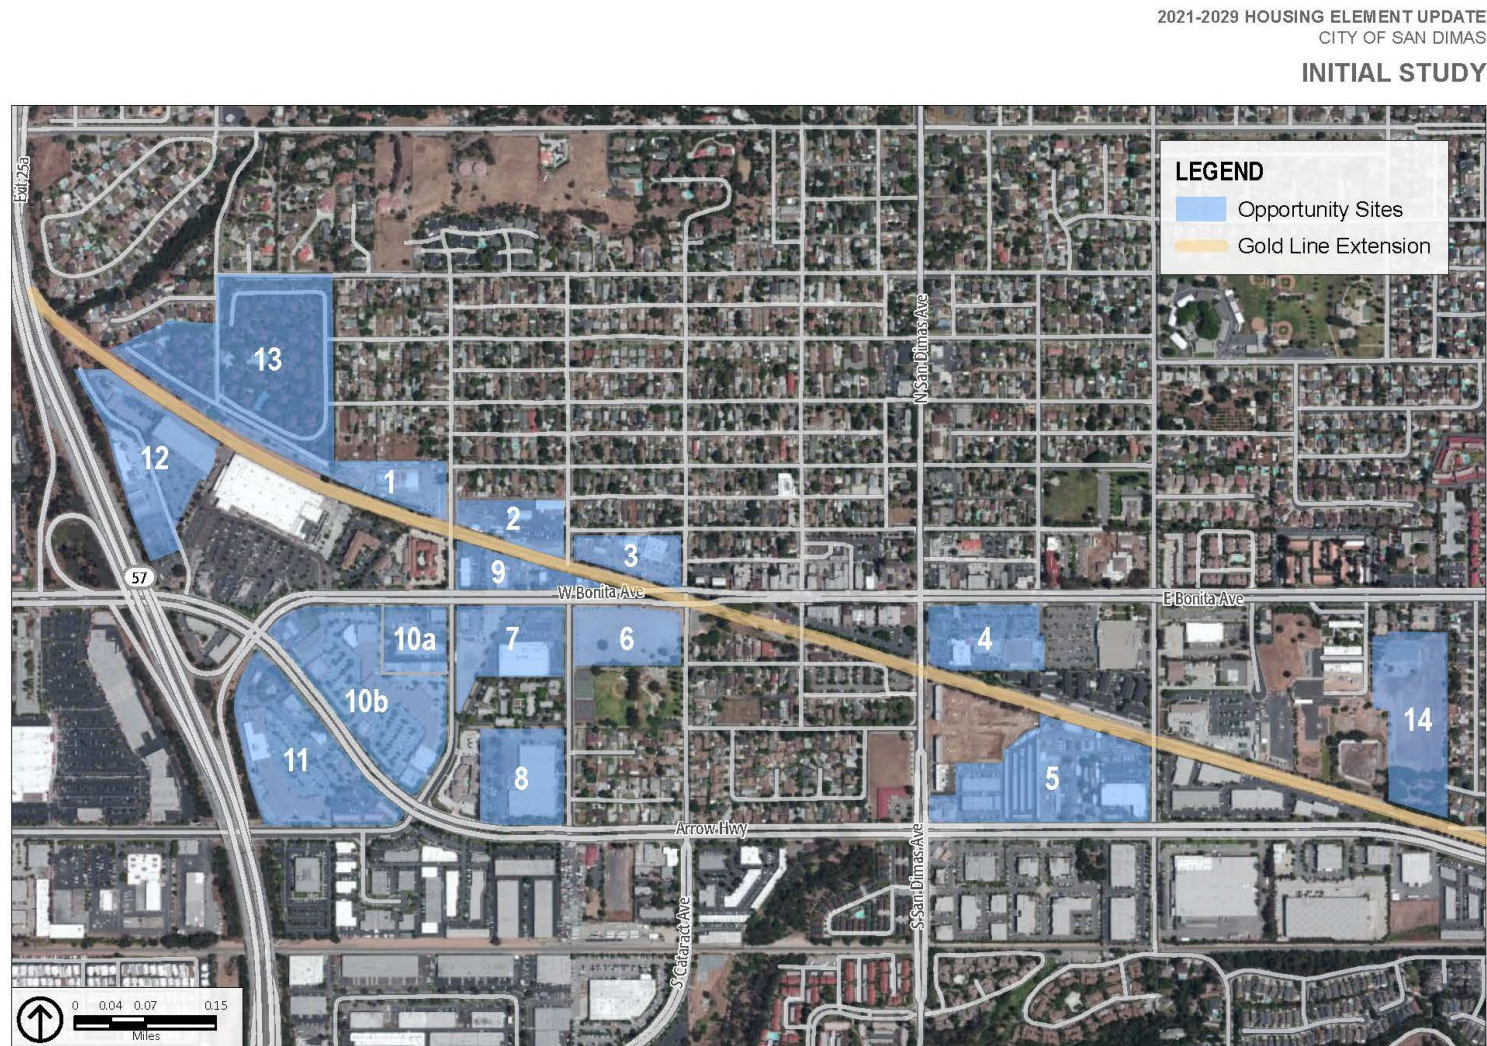 2021-2029 HOUSING ELEMENT UPDATE
CITY OF SAN DIMAS
INITIAL STUDY
LEGEND
Opportunity Sites
Gold Line Extension
Exit 25a
N San Dimas Ave
13
12
1
2
3
9
57
W Bonita Ave
E Bonita Ave
10a
7
6
4
10b
14
11
8
5
Arrow Hwy
S San Dimas Ave
S Cataract Ave
0 0.04 0.07 0.15
Miles